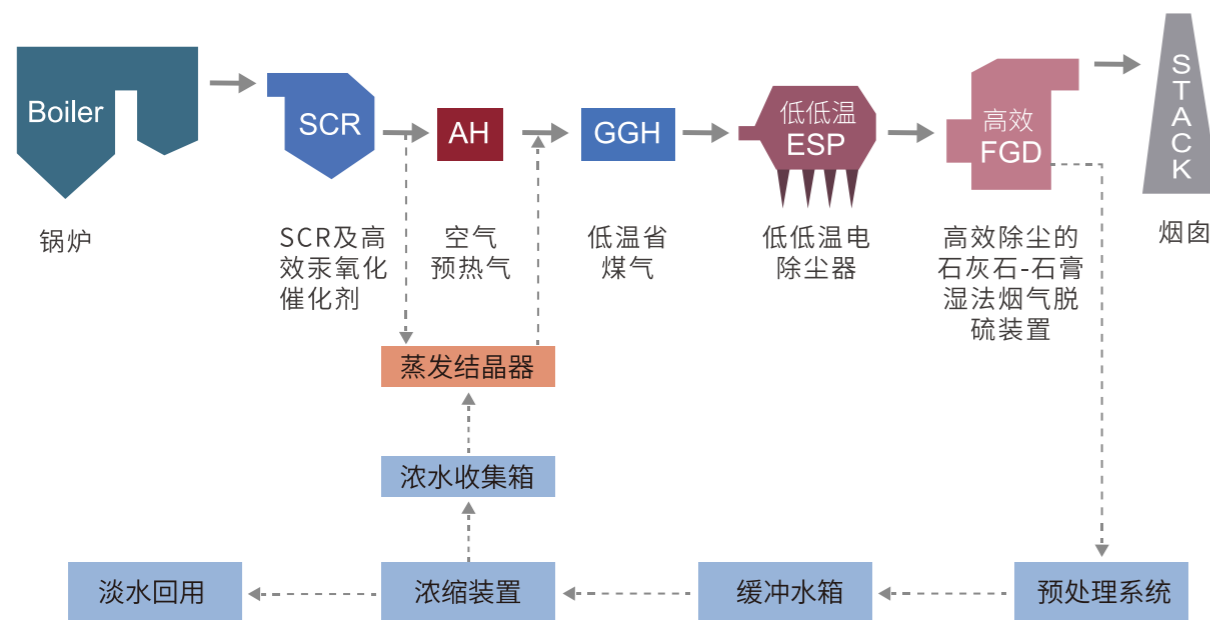 Boiler
SCR
AH
GGH
低低温
ESP
高效
FGD
STACK
锅炉
SCR及高
效汞氧化
催化剂
空气
预热气
低温省
煤气
低低温电
除尘器
高效除尘的
石灰石-石膏
湿法烟气脱
硫装置
烟囱
蒸发结晶器
浓水收集箱
淡水回用
浓缩装置
缓冲水箱
预处理系统